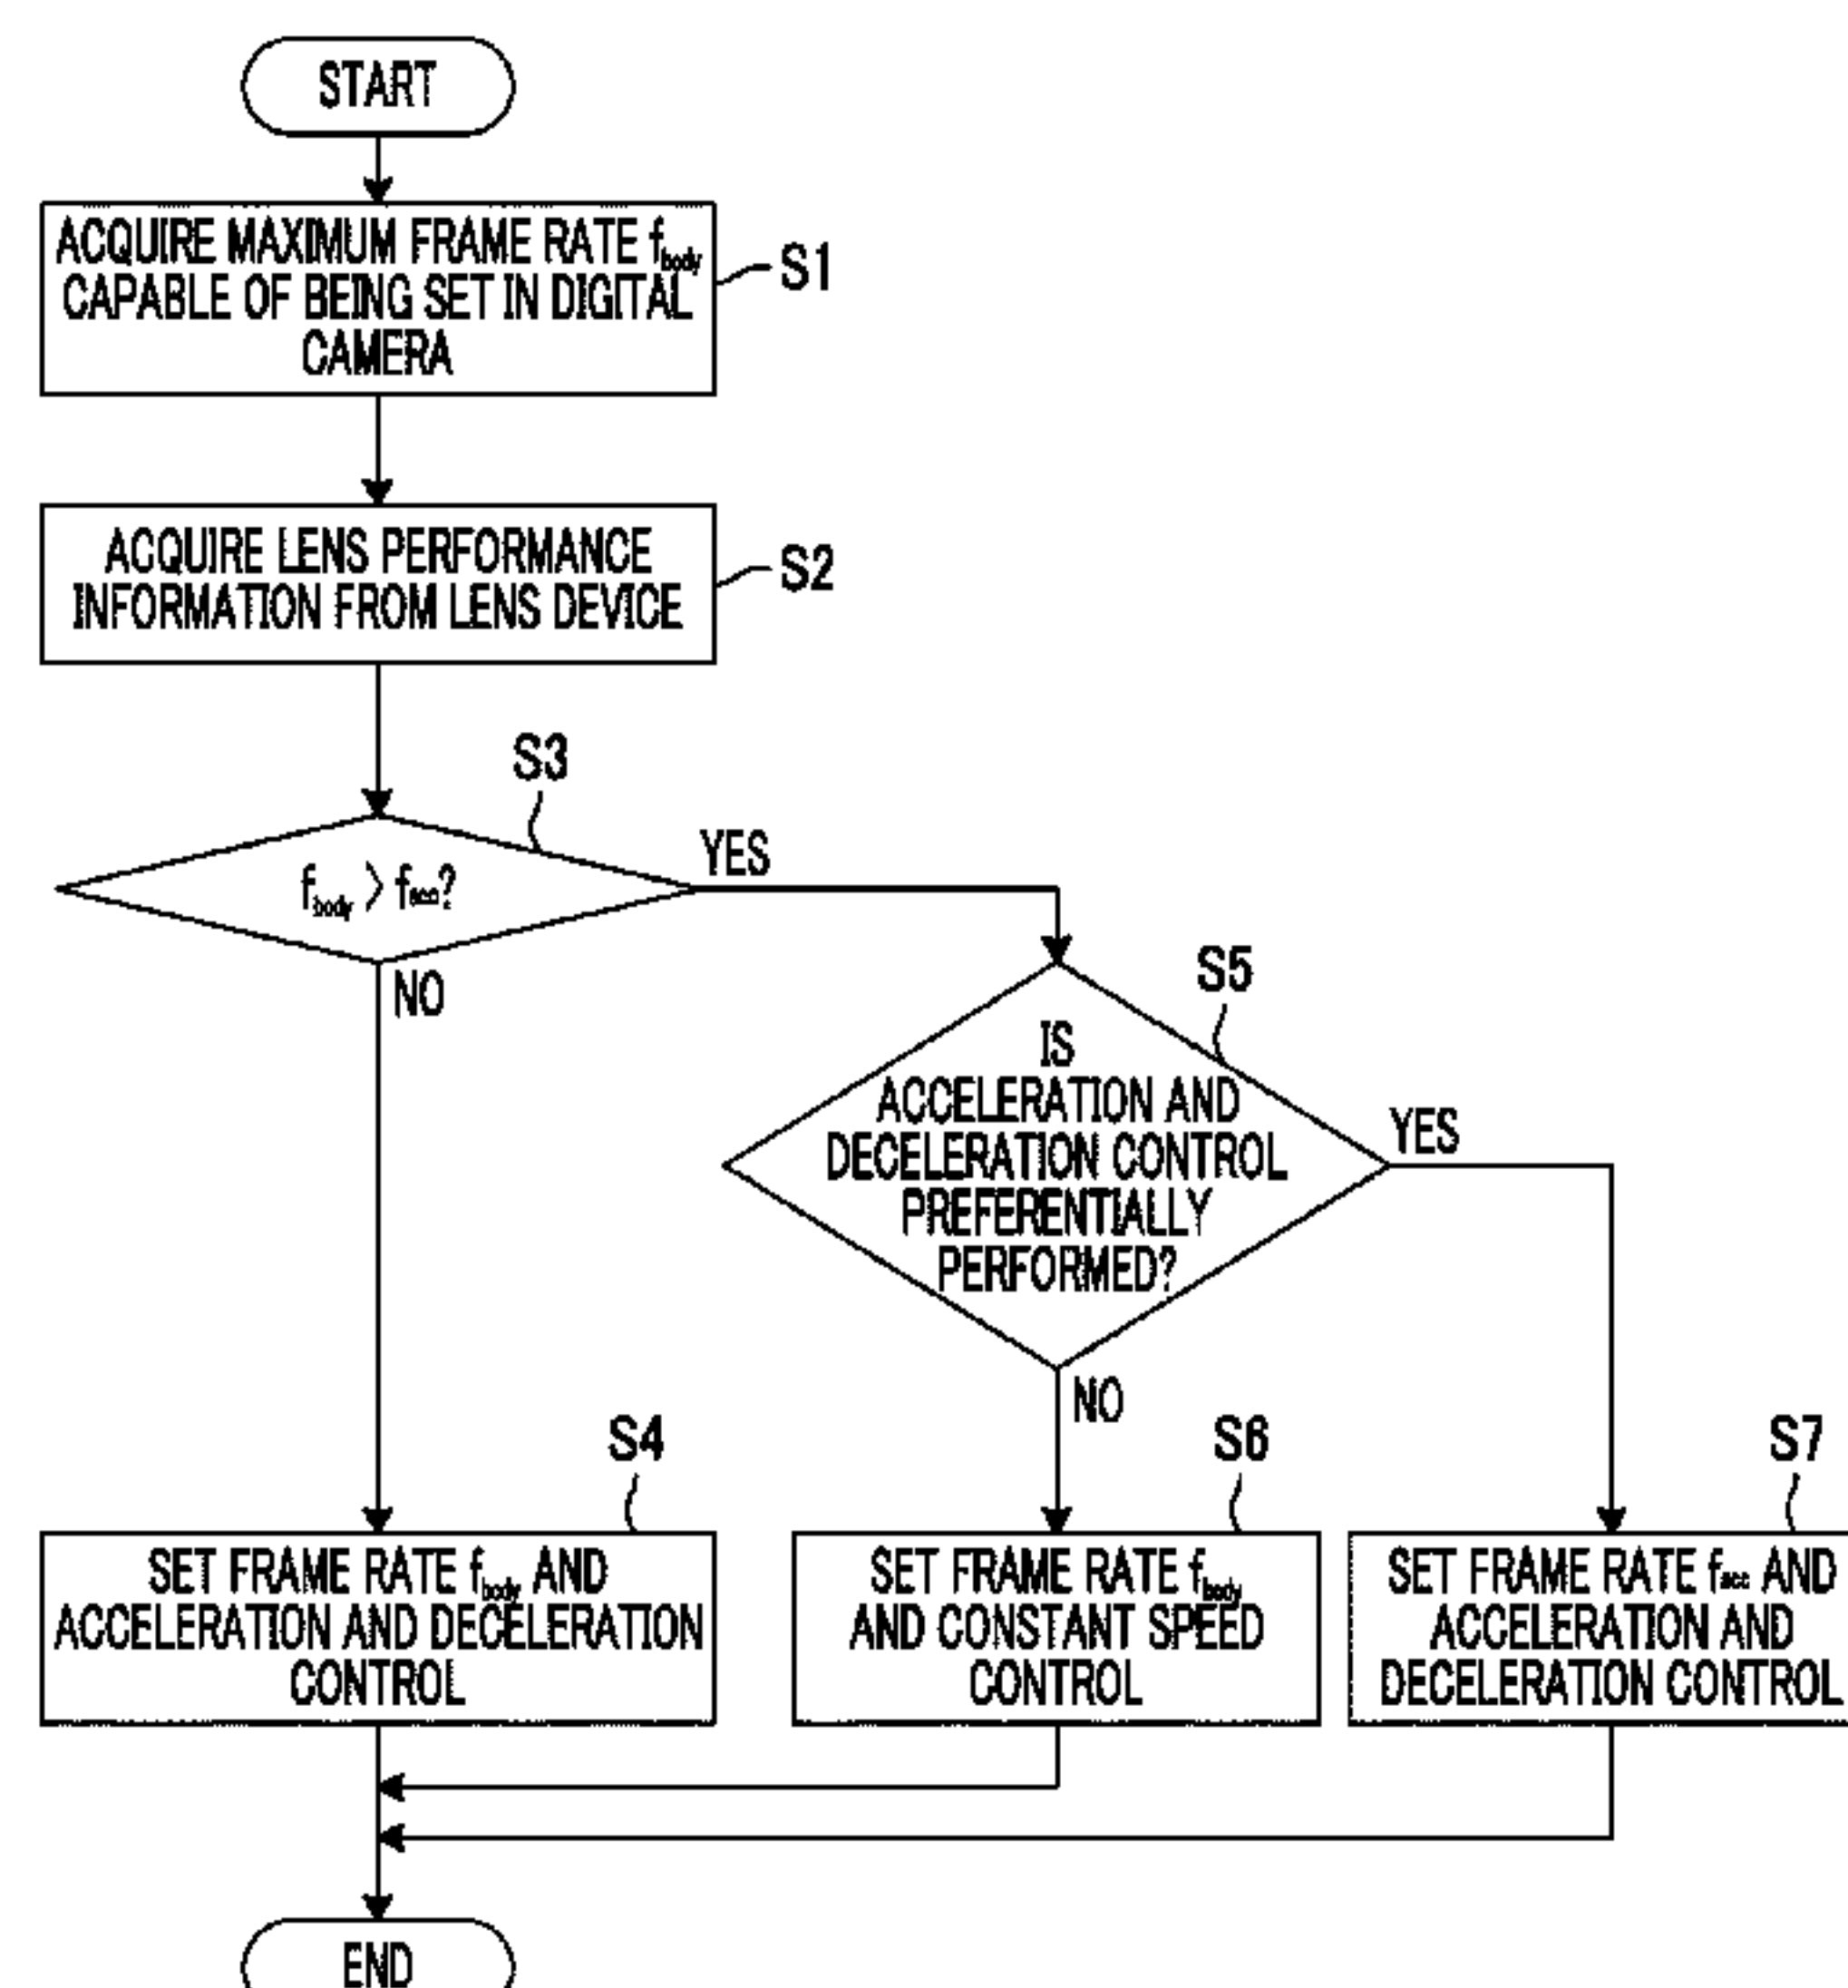 START
ACQUIRE MAXIMUM FRAME RATE fbody
CAPABLE OF BEING SET IN DIGITAL
CAMERA
S1
ACQUIRE LENS PERFORMANCE
INFORMATION FROM LENS DEVICE
S2
S3
fbody > facc?
YES
NO
S5
IS
ACCELERATION AND
DECELERATION CONTROL
PREFERENTIALLY
PERFORMED?
YES
NO
S4
SET FRAME RATE fbody AND
ACCELERATION AND DECELERATION
CONTROL
S6
SET FRAME RATE fbody
AND CONSTANT SPEED
CONTROL
S7
SET FRAME RATE facc AND
ACCELERATION AND
DECELERATION CONTROL
END